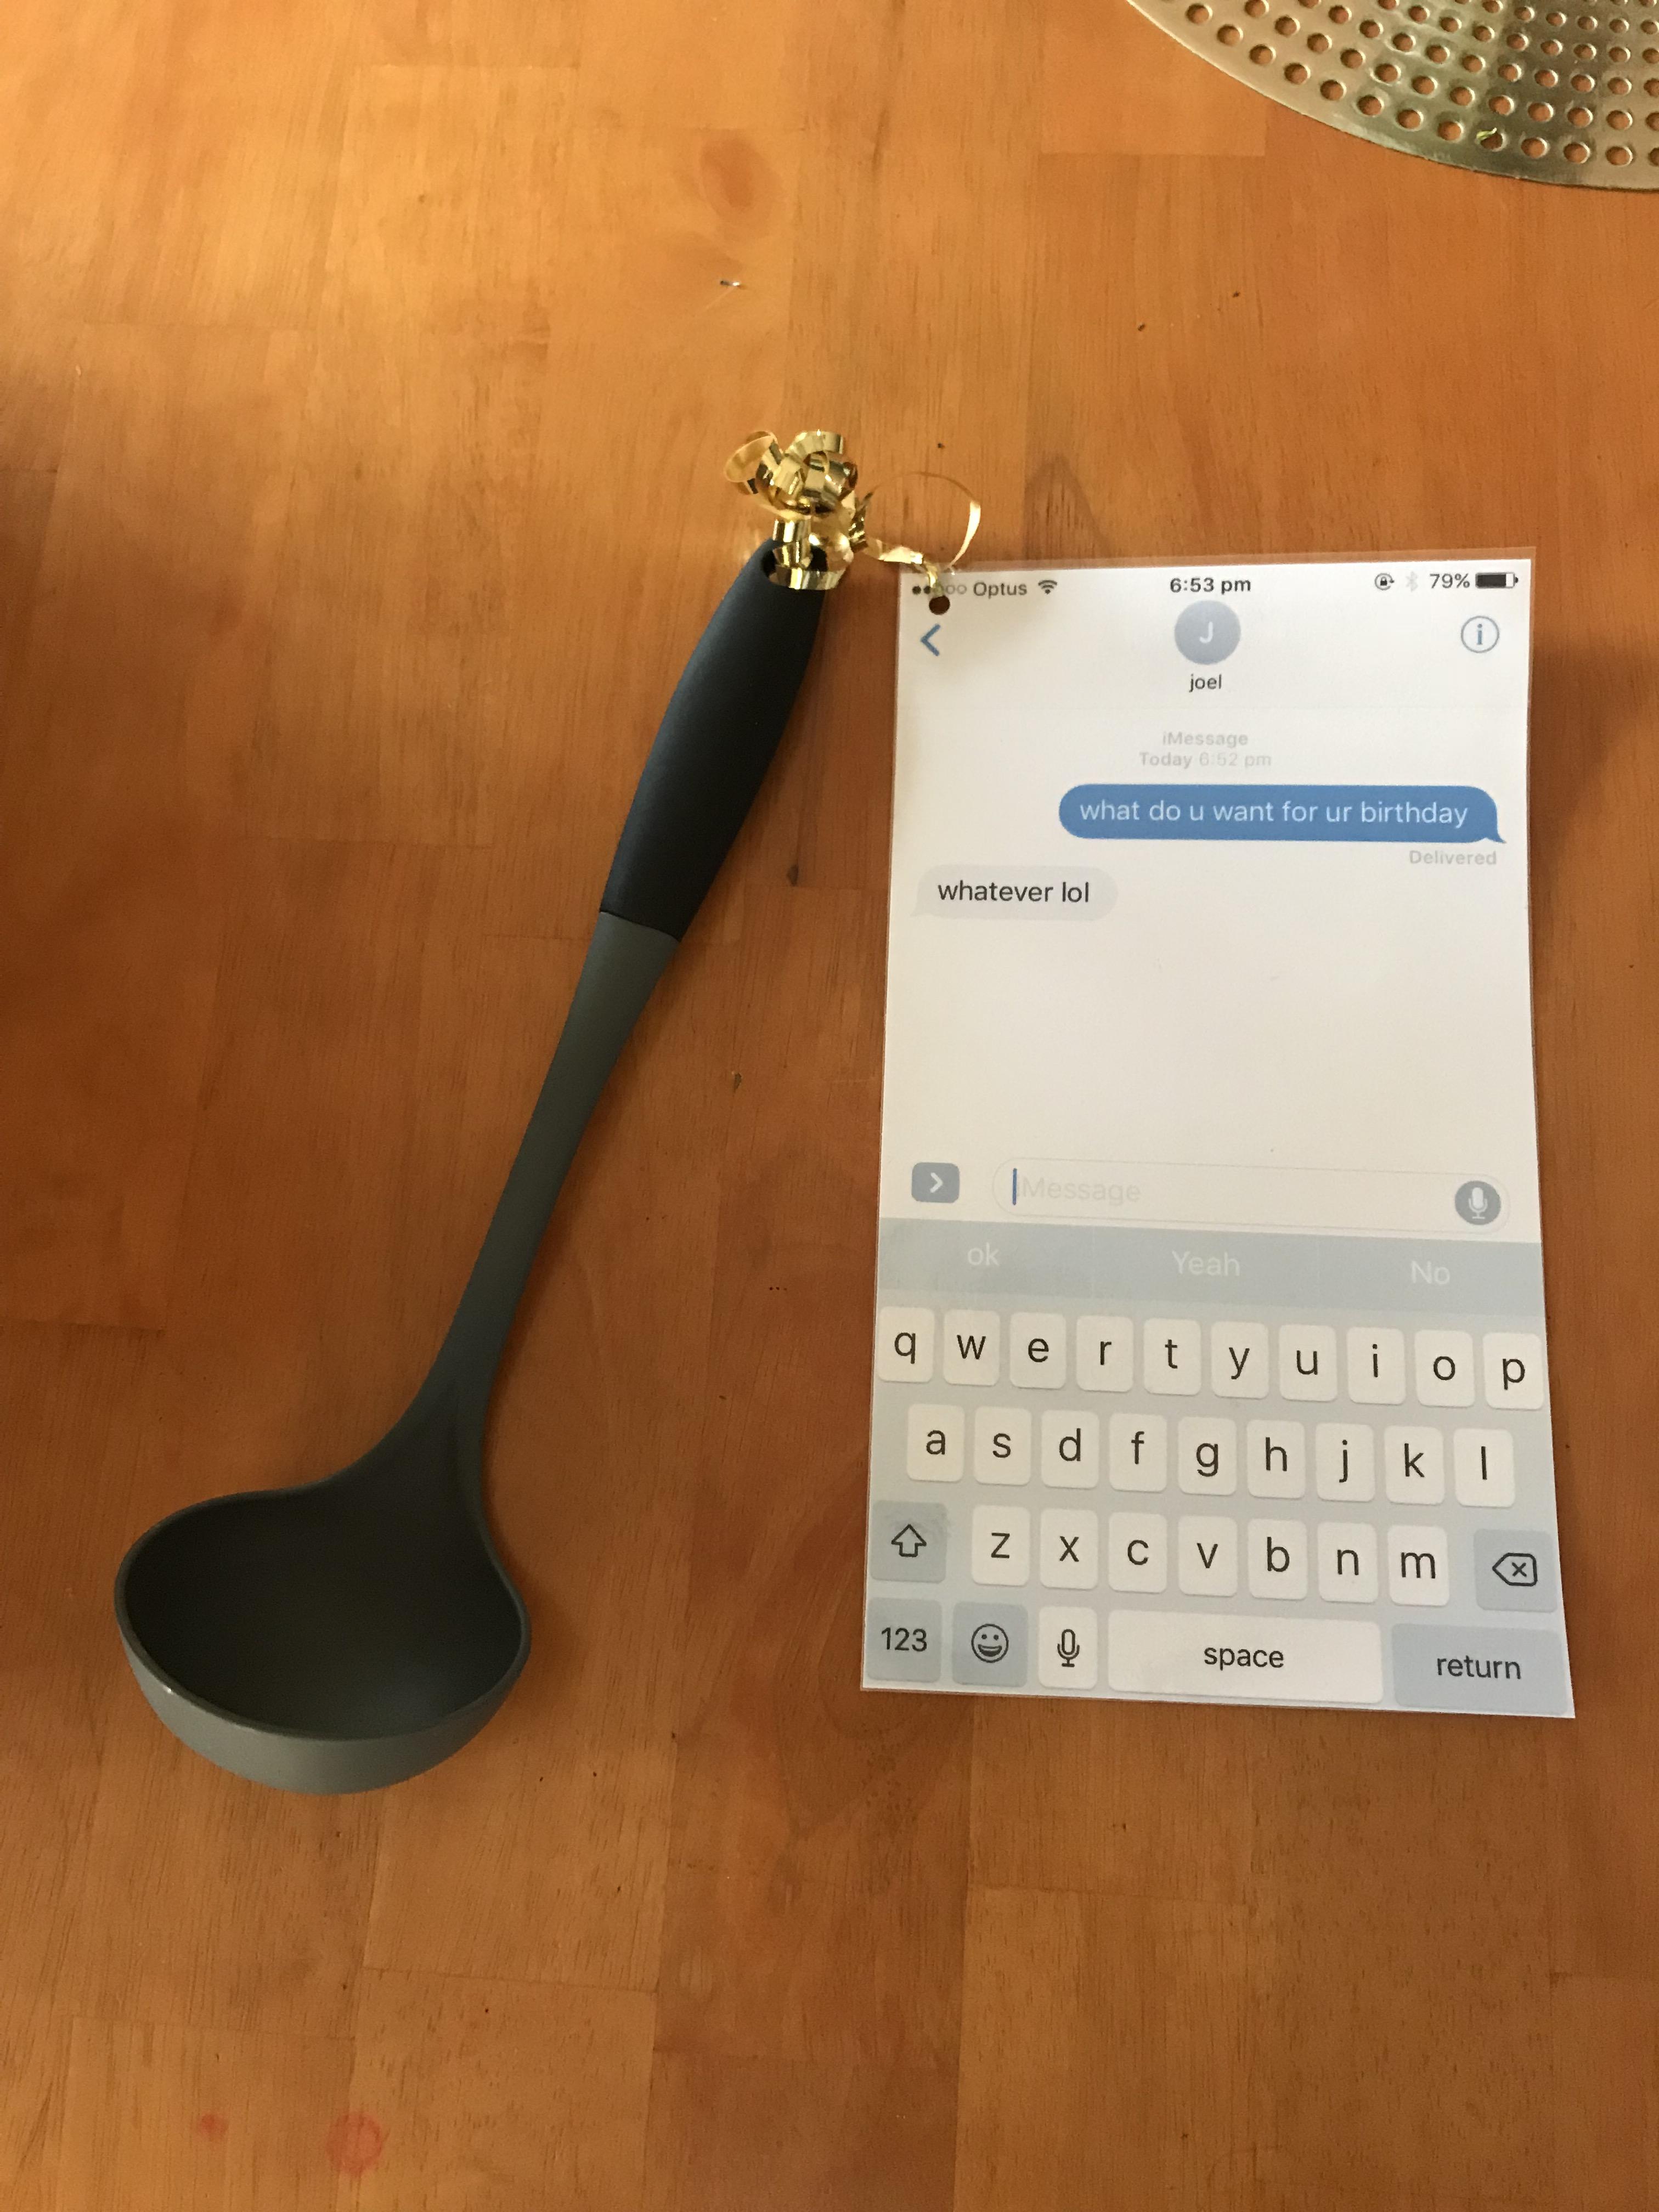 Optus 6:53 pm 79%
J
joel
iMessage
Today 6:52 pm
what do u want for ur birthday
Delivered
whatever lol
iMessage
ok Yeah No
q w e r t y u i o p
a s d f g h j k l
z x c v b n m
123 space return